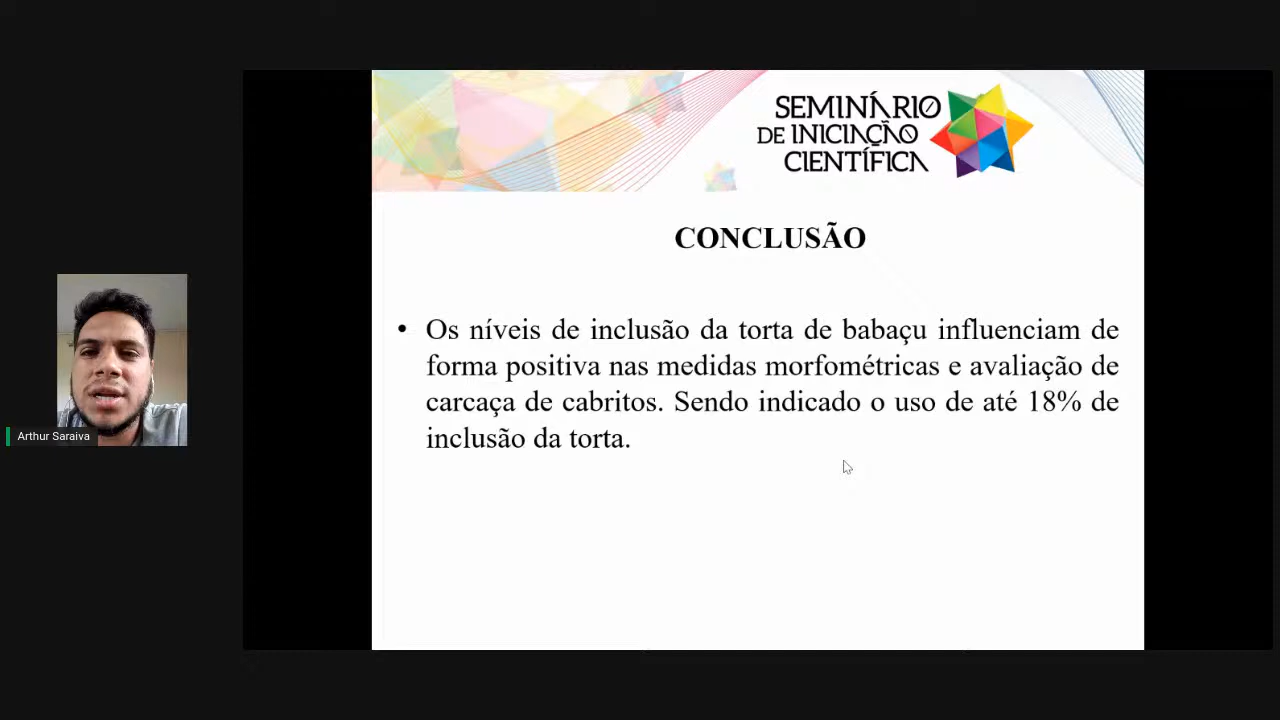 SEMINÁRIO
DE INICIAÇÃO
CIENTÍFICA
CONCLUSÃO
• Os níveis de inclusão da torta de babaçu influenciam de
forma positiva nas medidas morfométricas e avaliação de
carcaça de cabritos. Sendo indicado o uso de até 18% de
inclusão da torta.
Arthur Saraiva